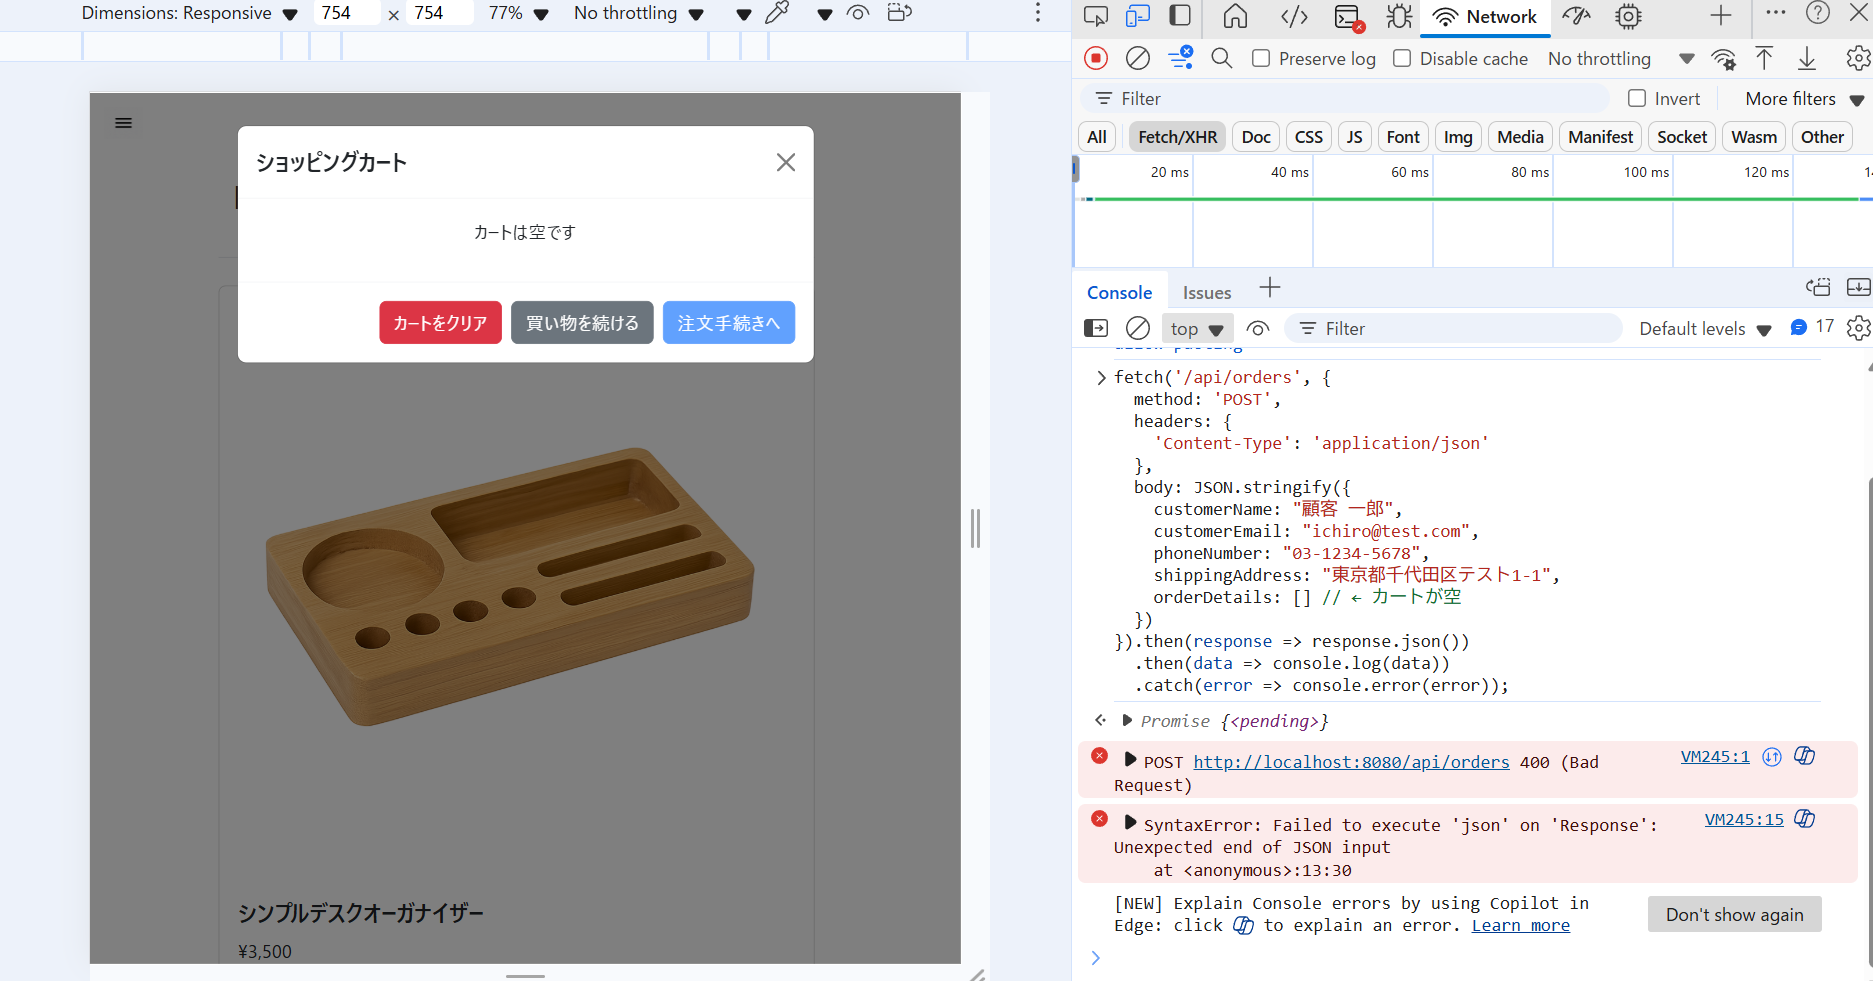 Dimensions: Responsive 754 × 754 77% No throttling
ショッピングカート
カートは空です
カートをクリア 買い物を続ける 注文手続きへ
シンプルデスクオーガナイザー
¥3,500
Network
Preserve log Disable cache No throttling
Filter Invert More filters
All Fetch/XHR Doc CSS JS Font Img Media Manifest Socket Wasm Other
20 ms 40 ms 60 ms 80 ms 100 ms 120 ms
Console Issues
top Filter Default levels 17
fetch('/api/orders', {
method: 'POST',
headers: {
'Content-Type': 'application/json'
},
body: JSON.stringify({
customerName: "顧客 一郎",
customerEmail: "ichiro@test.com",
phoneNumber: "03-1234-5678",
shippingAddress: "東京都千代田区テスト1-1",
orderDetails: [] // ← カートが空
})
}).then(response => response.json())
.then(data => console.log(data))
.catch(error => console.error(error));
Promise {<pending>}
POST http://localhost:8080/api/orders 400 (Bad VM245:1
Request)
SyntaxError: Failed to execute 'json' on 'Response': VM245:15
Unexpected end of JSON input
at <anonymous>:13:30
[NEW] Explain Console errors by using Copilot in
Edge: click to explain an error. Learn more
Don't show again